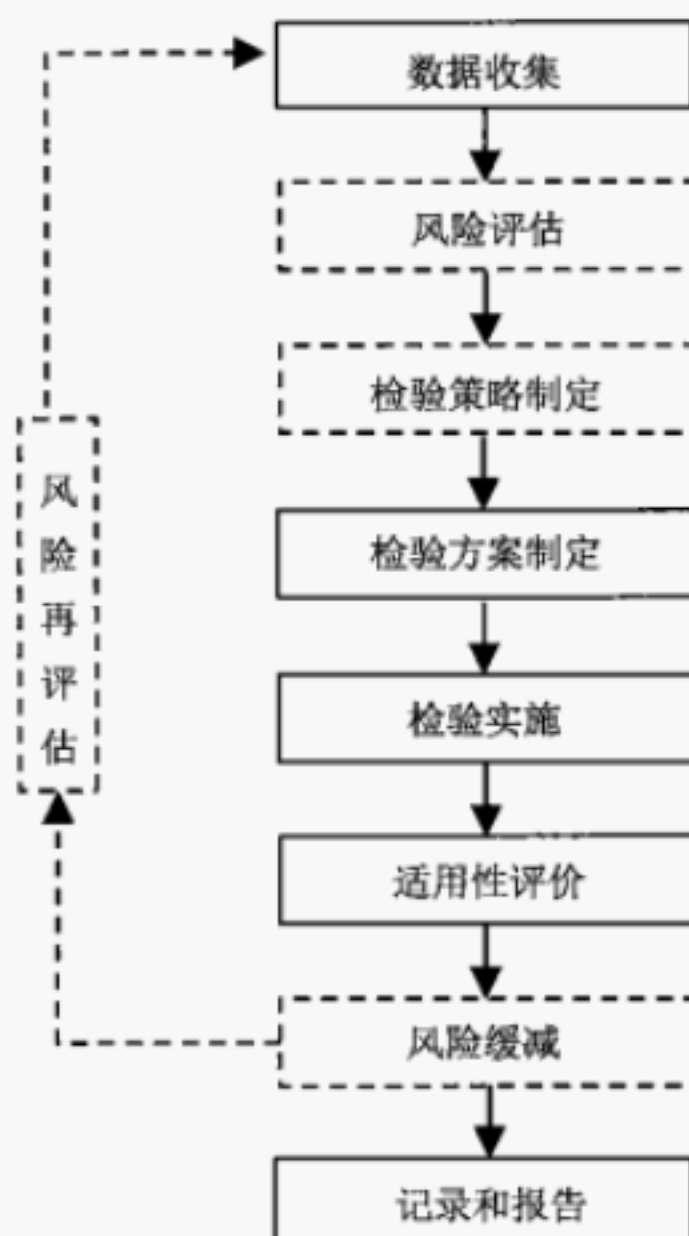 数据收集
风险评估
检验策略制定
检验方案制定
检验实施
适用性评价
风险缓减
记录和报告
风险再评估